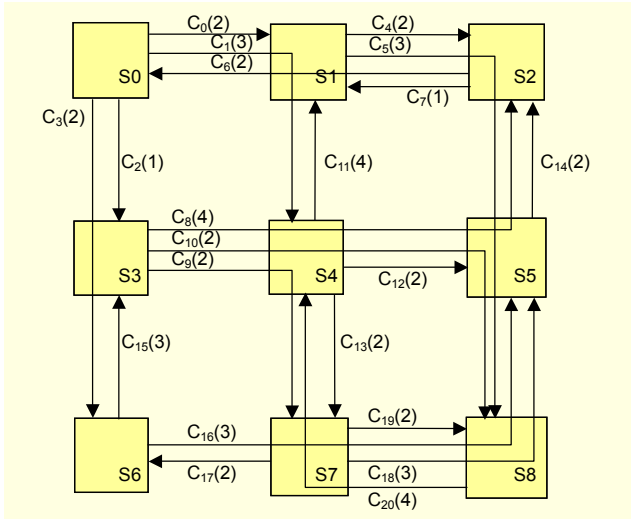 C₀(2)
C₄(2)
C₁(3)
C₅(3)
C₆(2)
S0
S1
S2
C₇(1)
C₃(2)
C₂(1)
C₁₁(4)
C₁₄(2)
C₈(4)
C₁₀(2)
C₉(2)
S3
S4
S5
C₁₂(2)
C₁₅(3)
C₁₃(2)
C₁₉(2)
C₁₆(3)
S6
C₁₇(2)
S7
C₁₈(3)
S8
C₂₀(4)